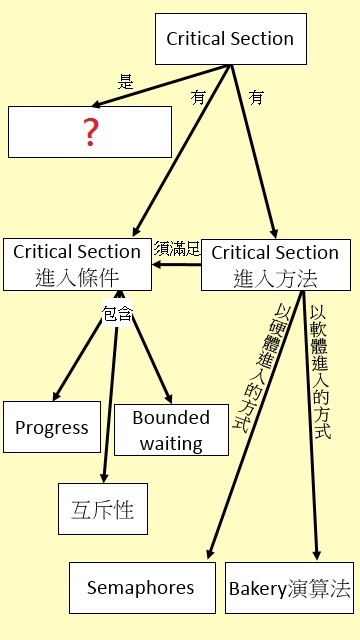 Critical Section
是
有
有
?
Critical Section
進入條件
須滿足
Critical Section
進入方法
包含
以硬體進入的方式
以軟體進入的方式
Progress
Bounded
waiting
互斥性
Semaphores
Bakery演算法